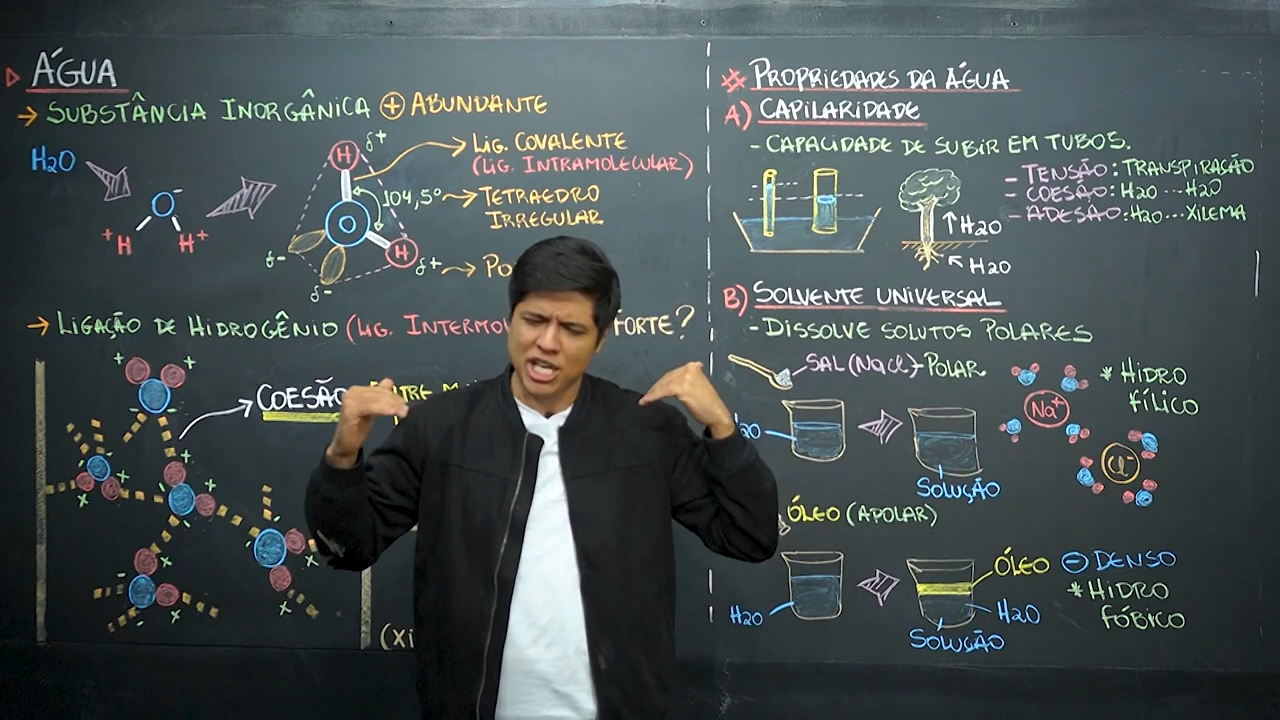 ÁGUA
→ SUBSTÂNCIA INORGÂNICA ⊕ ABUNDANTE
H2O
O-
+H H+
H δ+
O
H δ+
δ-
δ-
104,5°
LIG. COVALENTE
(LIG. INTRAMOLECULAR)
TETRAEDRO
IRREGULAR
→ LIGAÇÃO DE HIDROGÊNIO (LIG. FORTE?
COESÃO
# PROPRIEDADES DA ÁGUA
A) CAPILARIDADE
- CAPACIDADE DE SUBIR EM TUBOS.
- TENSÃO: TRANSPIRAÇÃO
- COESÃO: H2O...H2O
- ADESÃO: H2O...XILEMA
↑ H2O
H2O
B) SOLVENTE UNIVERSAL
- DISSOLVE SOLUTOS POLARES
SAL (NaCl) - POLAR
* HIDRO
FÍLICO
Na+
Cl-
SOLUÇÃO
ÓLEO (APOLAR)
H2O
ÓLEO ⊖ DENSO
* HIDRO
FÓBICO
H2O
SOLUÇÃO